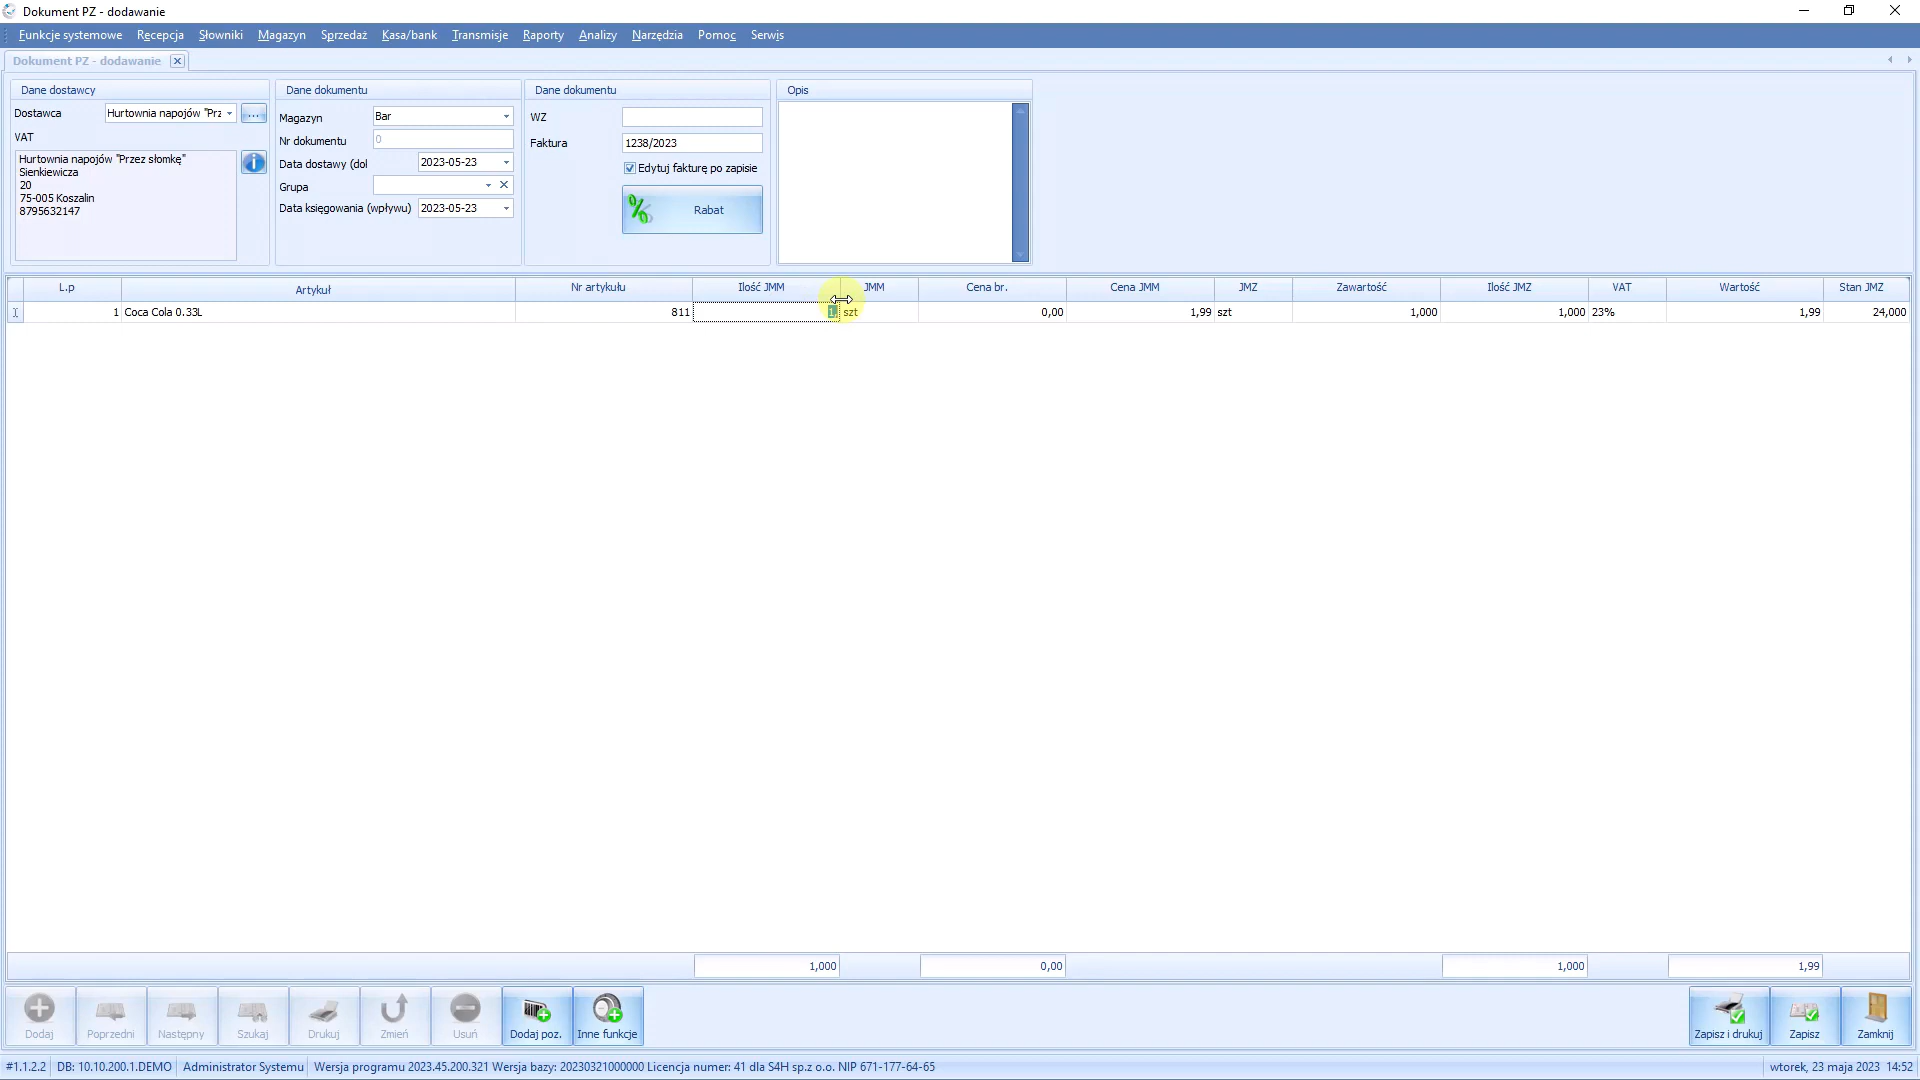 Dokument PZ - dodawanie
Funkcje systemowe Recepcja Słowniki Magazyn Sprzedaż Kasa/bank Transmisje Raporty Analizy Narzędzia Pomoc Serwis
Dokument PZ - dodawanie
Dane dostawcy
Dostawca Hurtownia napojów "Prz ...
VAT
Hurtownia napojów "Przez słomkę"
Sienkiewicza
20
75-005 Koszalin
8795632147
Dane dokumentu
Magazyn Bar
Nr dokumentu 0
Data dostawy (dol 2023-05-23
Grupa
Data księgowania (wpływu) 2023-05-23
Dane dokumentu
WZ
Faktura 1238/2023
Edytuj fakturę po zapisie
% Rabat
Opis
L.p Artykuł Nr artykułu Ilość JMM JMM Cena br. Cena JMM JMZ Zawartość Ilość JMZ VAT Wartość Stan JMZ
1 Coca Cola 0.33L 811 1 szt 0,00 1,99 szt 1,000 1,000 23% 1,99 24,000
1,000 0,00 1,000 1,99
Dodaj Poprzedni Następny Szukaj Drukuj Zmień Usuń Dodaj poz. Inne funkcje Zapisz i drukuj Zapisz Zamknij
#1.1.2.2 DB: 10.10.200.1.DEMO Administrator Systemu Wersja programu 2023.45.200.321 Wersja bazy: 20230321000000 Licencja numer: 41 dla S4H sp.z o.o. NIP 671-177-64-65 wtorek, 23 maja 2023 14:52